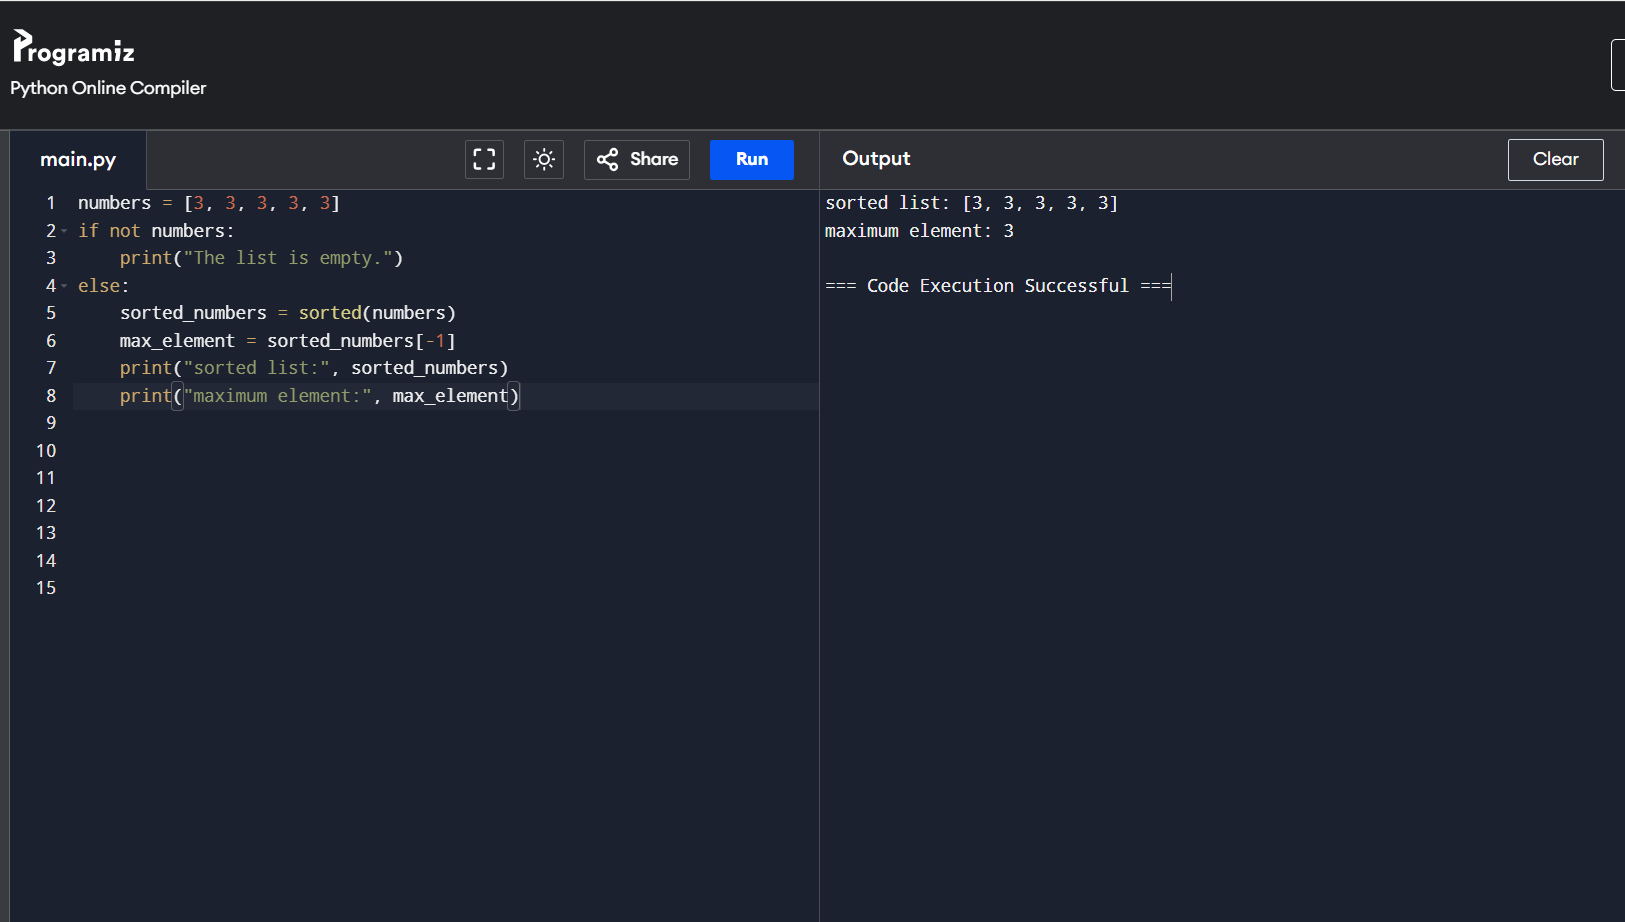 Programiz
Python Online Compiler
main.py
Share
Run
Output
Clear
1 numbers = [3, 3, 3, 3, 3]
2 if not numbers:
3     print("The list is empty.")
4 else:
5     sorted_numbers = sorted(numbers)
6     max_element = sorted_numbers[-1]
7     print("sorted list:", sorted_numbers)
8     print("maximum element:", max_element)
9
10
11
12
13
14
15
sorted list: [3, 3, 3, 3, 3]
maximum element: 3
=== Code Execution Successful ===